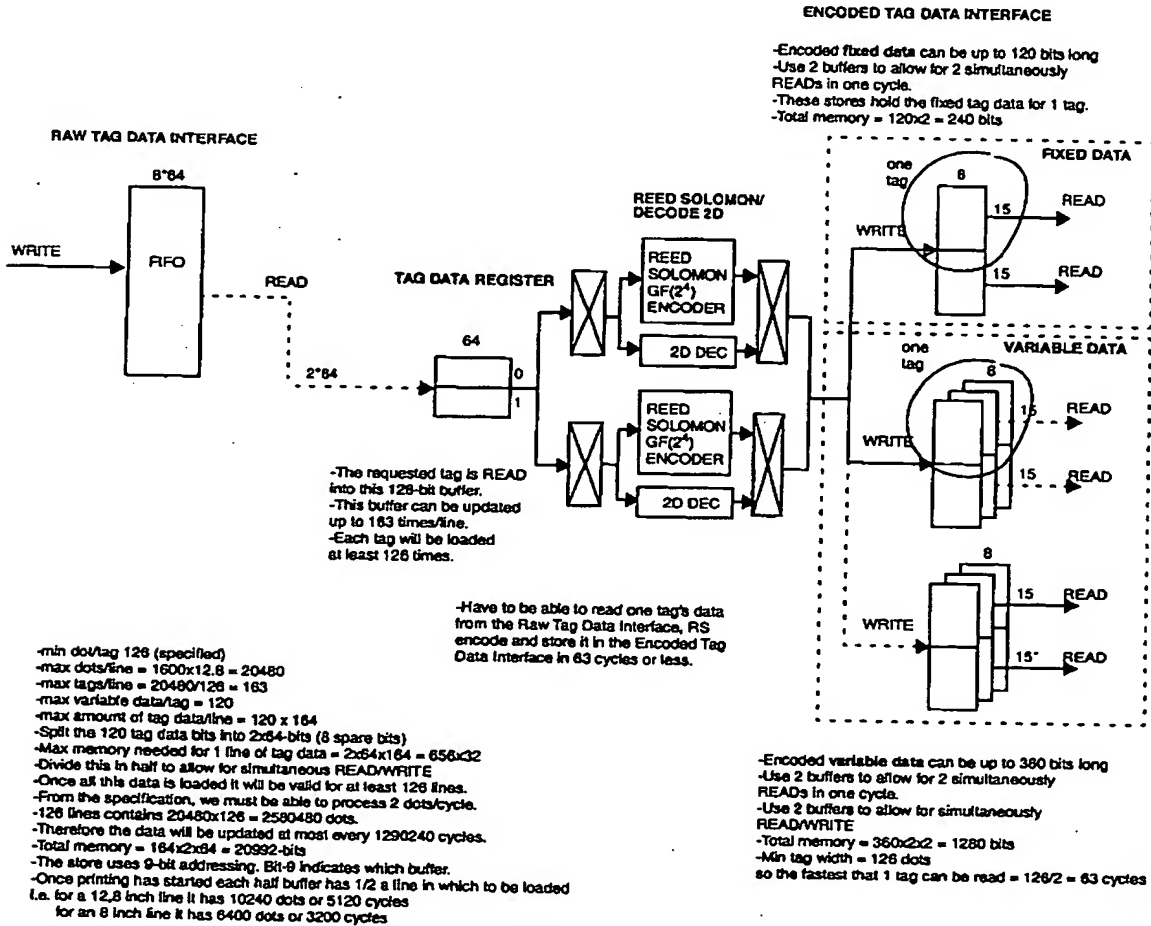 ENCODED TAG DATA INTERFACE
-Encoded fixed data can be up to 120 bits long
-Use 2 buffers to allow for 2 simultaneously
READs in one cycle.
-These stores hold the fixed tag data for 1 tag.
-Total memory = 120x2 = 240 bits
RAW TAG DATA INTERFACE
8*64
WRITE
FIFO
READ
2*64
TAG DATA REGISTER
64
0
1
REED SOLOMON/
DECODE 2D
REED
SOLOMON
GF(2⁴)
ENCODER
2D DEC
REED
SOLOMON
GF(2⁴)
ENCODER
2D DEC
FIXED DATA
one
tag
8
15
READ
WRITE
15
READ
VARIABLE DATA
one
tag
8
15
READ
WRITE
15
READ
8
15
READ
WRITE
15"
READ
-The requested tag is READ
into this 128-bit buffer.
-This buffer can be updated
up to 163 times/line.
-Each tag will be loaded
at least 126 times.
-Have to be able to read one tag's data
from the Raw Tag Data Interface, RS
encode and store it in the Encoded Tag
Data Interface in 63 cycles or less.
-min dot/tag 126 (specified)
-max dots/line = 1600x12.8 = 20480
-max tags/line = 20480/126 = 163
-max variable data/tag = 120
-max amount of tag data/line = 120 x 164
-Split the 120 tag data bits into 2x64-bits (8 spare bits)
-Max memory needed for 1 line of tag data = 2x64x164 = 656x32
-Divide this in half to allow for simultaneous READ/WRITE
-Once all this data is loaded it will be valid for at least 126 lines.
-From the specification, we must be able to process 2 dots/cycle.
-126 lines contains 20480x126 = 2580480 dots.
-Therefore the data will be updated at most every 1290240 cycles.
-Total memory = 164x2x64 = 20992-bits
-The store uses 9-bit addressing. Bit-9 indicates which buffer.
-Once printing has started each half buffer has 1/2 a line in which to be loaded
i.e. for a 12,8 inch line it has 10240 dots or 5120 cycles
for an 8 inch line it has 6400 dots or 3200 cycles
-Encoded variable data can be up to 360 bits long
-Use 2 buffers to allow for 2 simultaneously
READs in one cycle.
-Use 2 buffers to allow for simultaneously
READ/WRITE
-Total memory = 360x2x2 = 1280 bits
-Min tag width = 126 dots
so the fastest that 1 tag can be read = 126/2 = 63 cycles